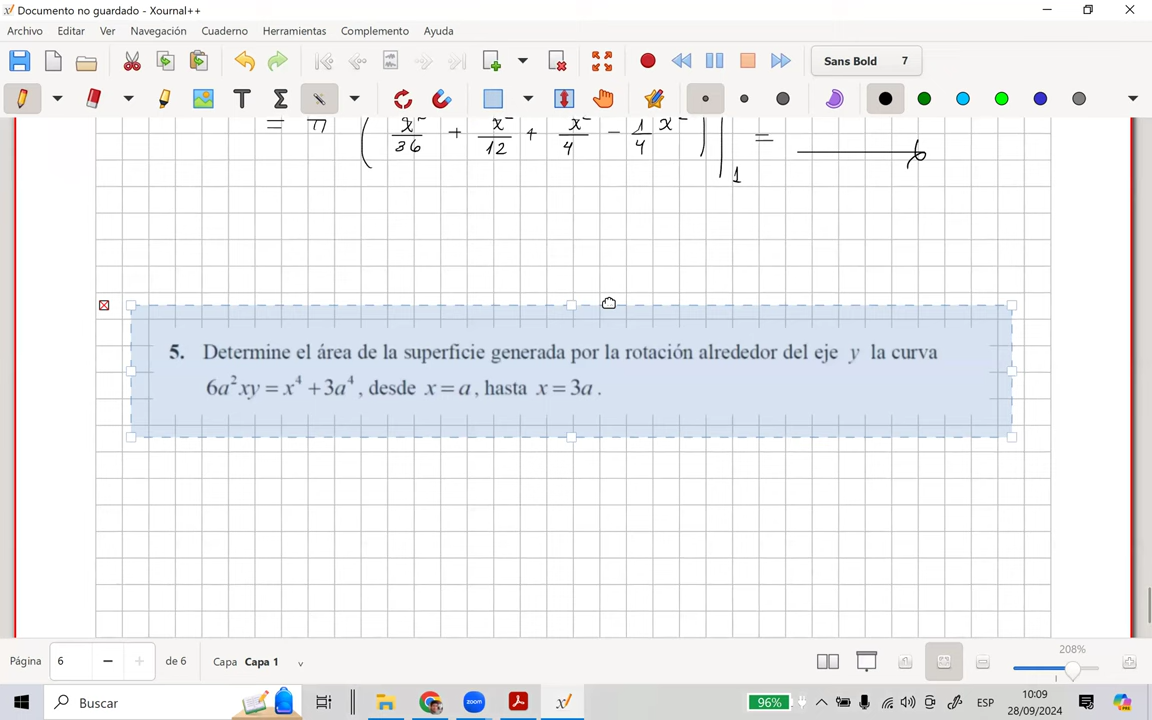 Documento no guardado - Xournal++
Archivo Editar Ver Navegación Cuaderno Herramientas Complemento Ayuda
Sans Bold 7
= π ( x²/36 + x²/12 + x²/4 − 1/4 x² ) | 1 =
5. Determine el área de la superficie generada por la rotación alrededor del eje y la curva
6a²xy = x⁴ + 3a⁴, desde x = a, hasta x = 3a.
Página 6 de 6 Capa Capa 1
208%
Buscar
96%
ESP
10:09
28/09/2024